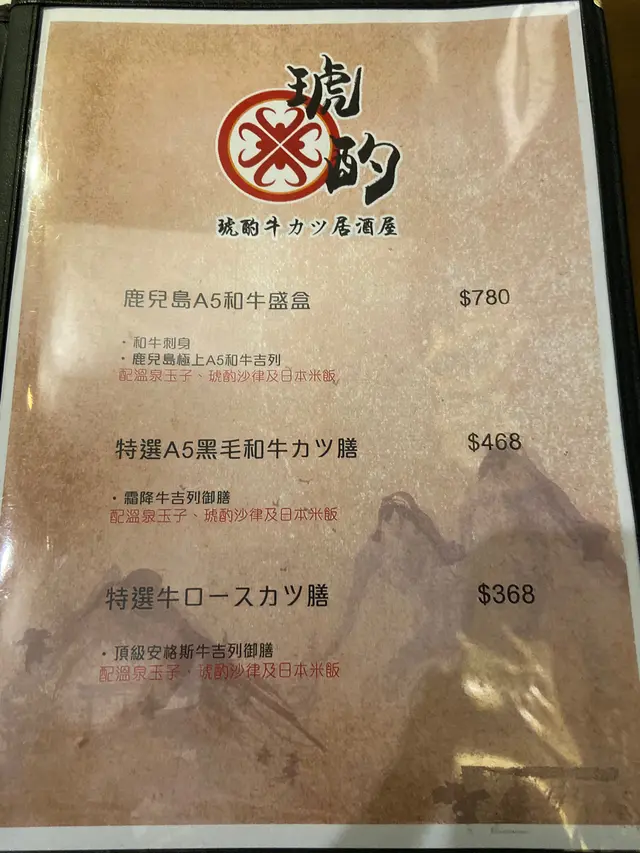 琥酌
琥酌牛カツ居酒屋
鹿兒島A5和牛盛盒 $780
・和牛刺身
・鹿兒島極上A5和牛吉列
配溫泉玉子、琥酌沙律及日本米飯
特選A5黑毛和牛カツ膳 $468
・霜降牛吉列御膳
配溫泉玉子、琥酌沙律及日本米飯
特選牛ロースカツ膳 $368
・頂級安格斯牛吉列御膳
配溫泉玉子、琥酌沙律及日本米飯